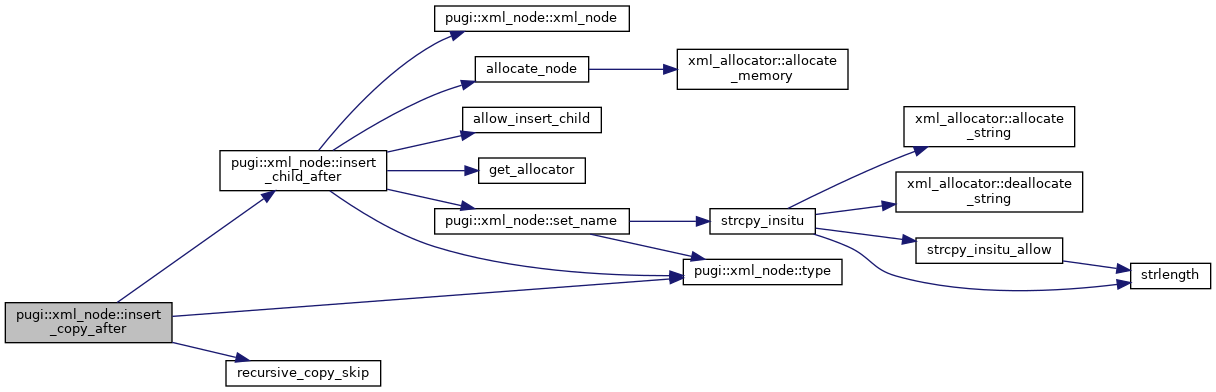 pugi::xml_node::xml_node
allocate_node
xml_allocator::allocate
_memory
allow_insert_child
xml_allocator::allocate
_string
pugi::xml_node::insert
_child_after
get_allocator
xml_allocator::deallocate
_string
pugi::xml_node::set_name
strcpy_insitu
strcpy_insitu_allow
pugi::xml_node::type
strlength
pugi::xml_node::insert
_copy_after
recursive_copy_skip